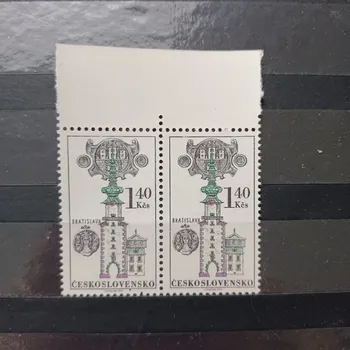 1 40
Kčs
BRATISLAVA
ČESKOSLOVENSKO
1 40
Kčs
BRATISLAVA
ČESKOSLOVENSKO